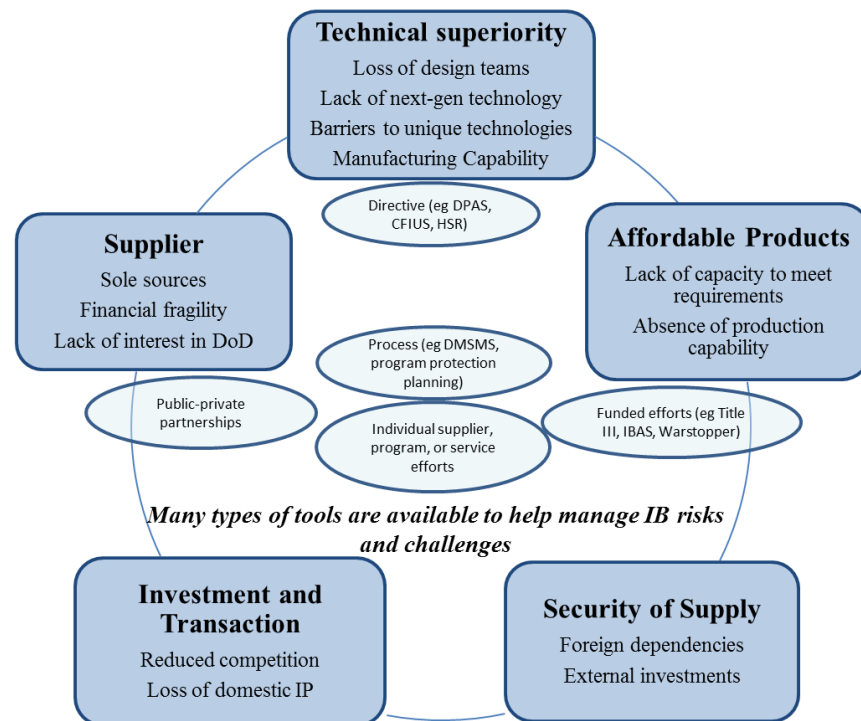 Technical superiority
Loss of design teams
Lack of next-gen technology
Barriers to unique technologies
Manufacturing Capability
Directive (eg DPAS,
CFIUS, HSR)
Supplier
Sole sources
Financial fragility
Lack of interest in DoD
Affordable Products
Lack of capacity to meet
requirements
Absence of production
capability
Process (eg DMSMS,
program protection
planning)
Public-private
partnerships
Individual supplier,
program, or service
efforts
Funded efforts (eg Title
III, IBAS, Warstopper)
Many types of tools are available to help manage IB risks
and challenges
Investment and
Transaction
Reduced competition
Loss of domestic IP
Security of Supply
Foreign dependencies
External investments